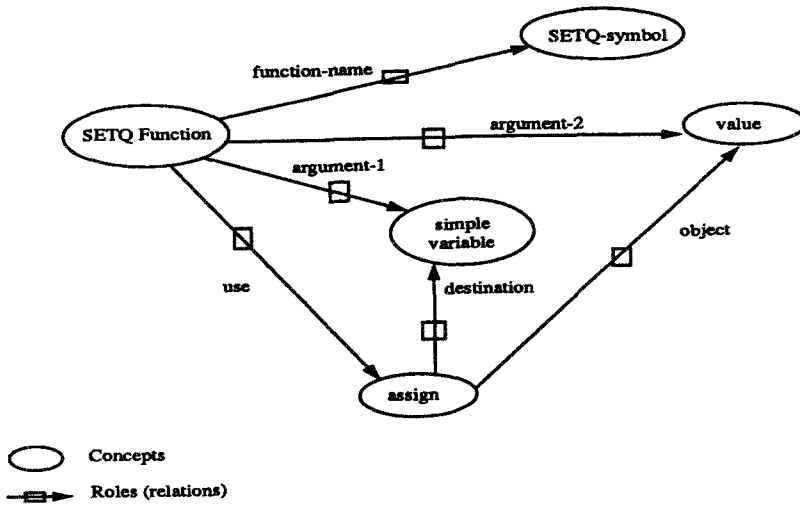 SETQ-symbol
function-name
SETQ Function
argument-2
value
argument-1
simple
variable
object
use
destination
assign
Concepts
Roles (relations)